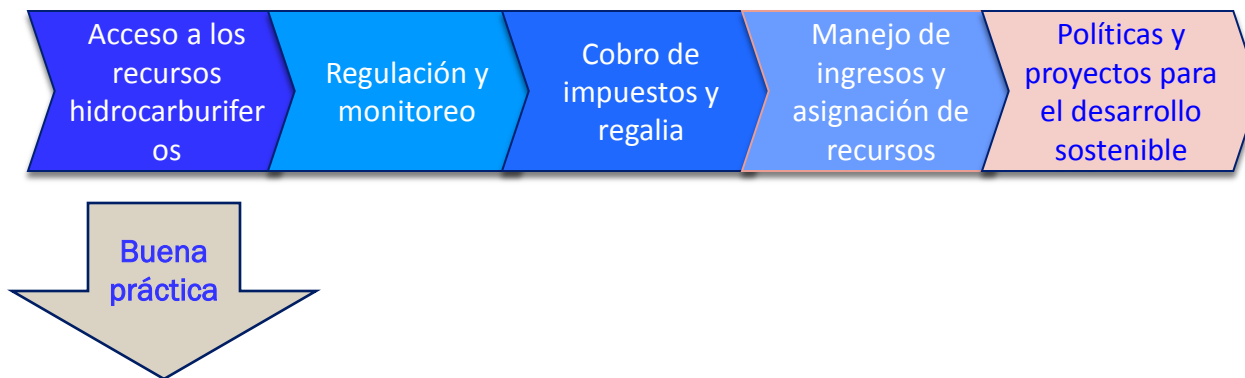 Acceso a los
recursos
hidrocarburifer
os
Regulación y
monitoreo
Cobro de
impuestos y
regalia
Manejo de
ingresos y
asignación de
recursos
Políticas y
proyectos para
el desarrollo
sostenible
Buena
práctica